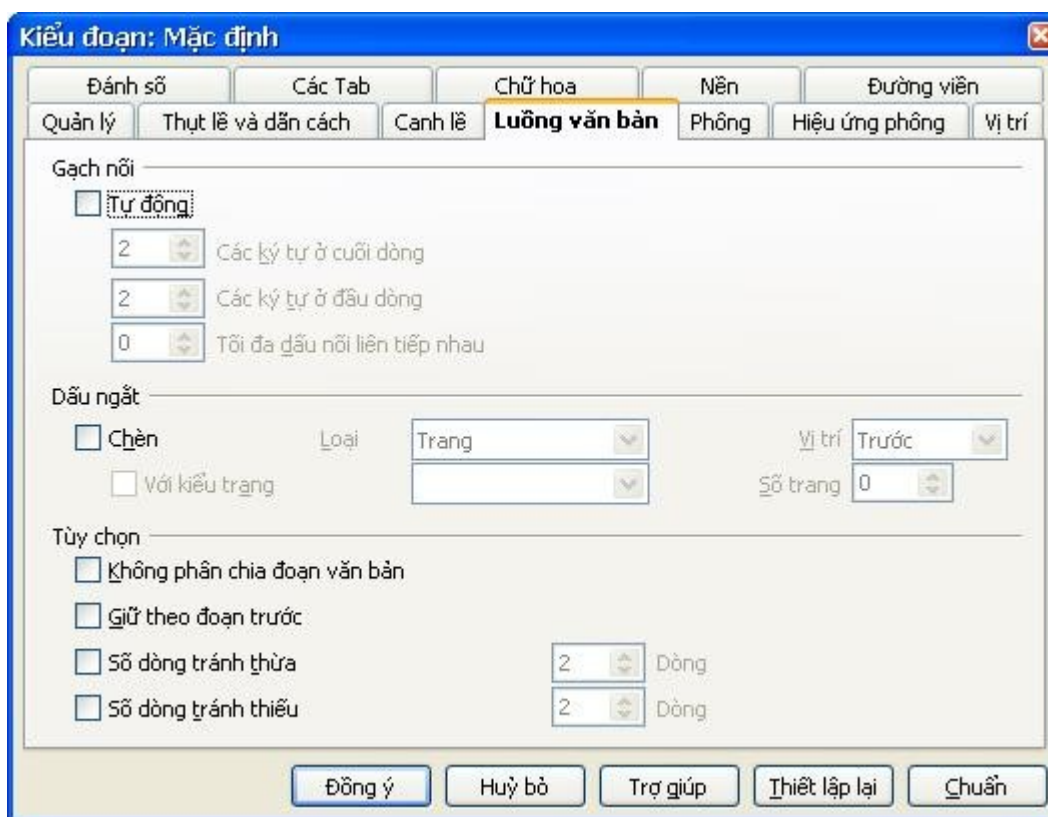 Kiểu đoạn: Mặc định
Đánh số Các Tab Chữ hoa Nền Đường viền
Quản lý Thụt lề và dãn cách Canh lề Luồng văn bản Phông Hiệu ứng phông Vị trí
Gạch nối
Tự động
2 Các ký tự ở cuối dòng
2 Các ký tự ở đầu dòng
0 Tối đa dấu nối liên tiếp nhau
Dấu ngắt
Chèn Loại Trang Vị trí Trước
Với kiểu trang Số trang 0
Tùy chọn
Không phân chia đoạn văn bản
Giữ theo đoạn trước
Số dòng tránh thừa 2 Dòng
Số dòng tránh thiếu 2 Dòng
Đồng ý Huỷ bỏ Trợ giúp Thiết lập lại Chuẩn